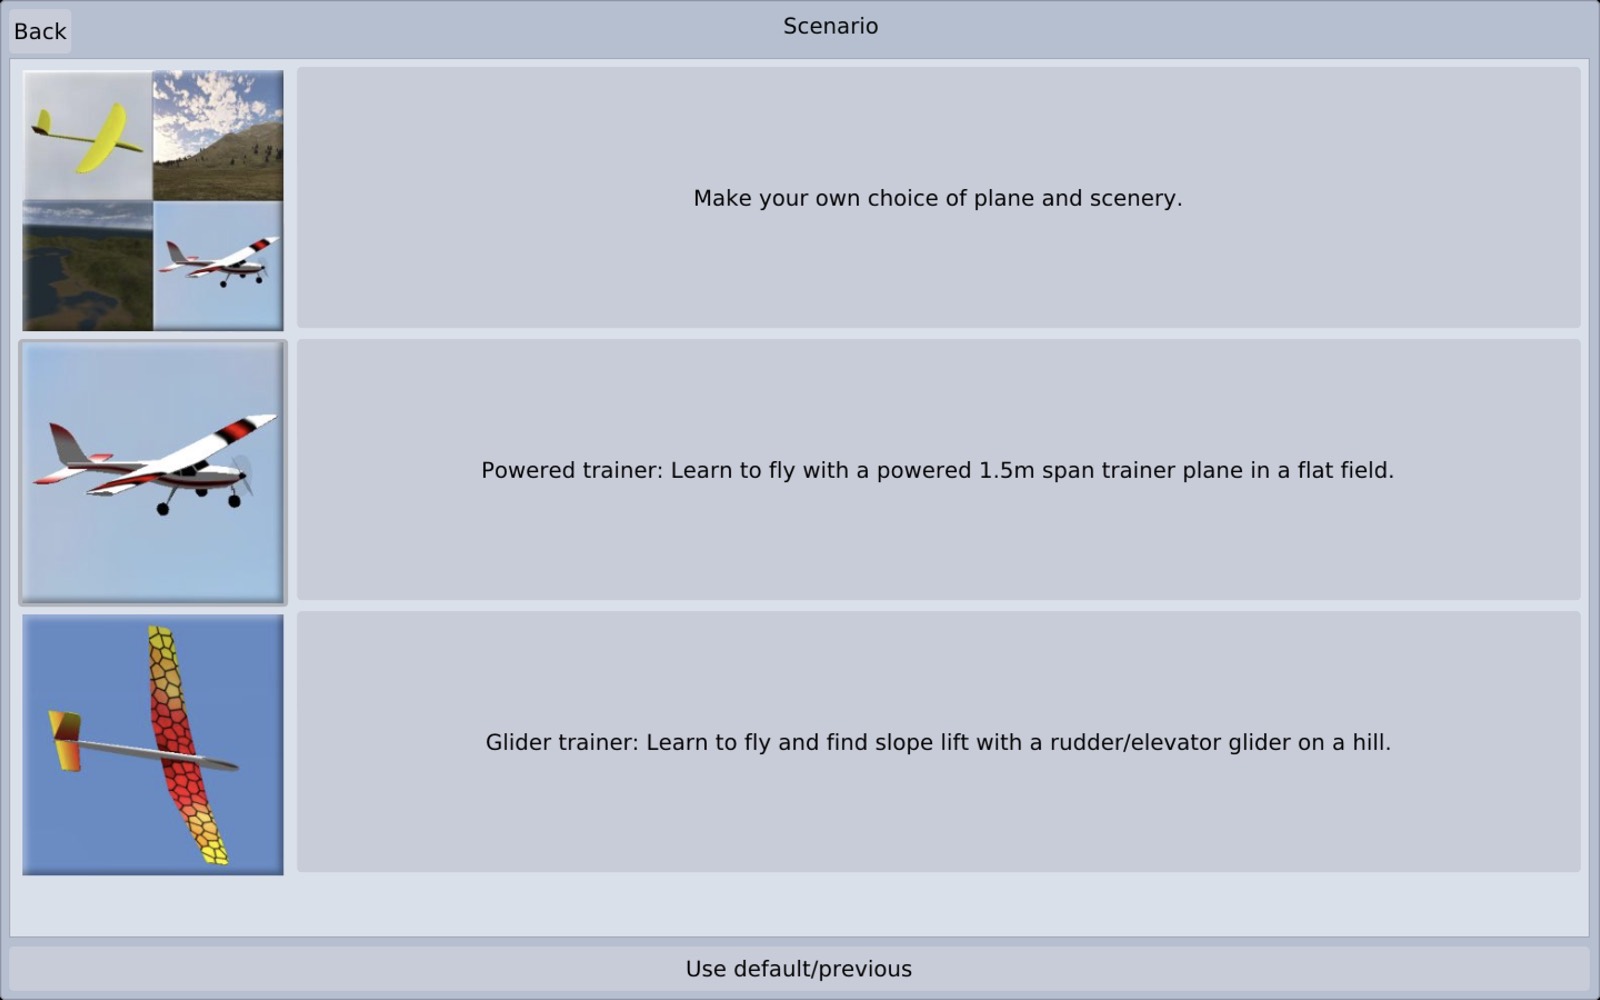 Back
Scenario
Make your own choice of plane and scenery.
Powered trainer: Learn to fly with a powered 1.5m span trainer plane in a flat field.
Glider trainer: Learn to fly and find slope lift with a rudder/elevator glider on a hill.
Use default/previous